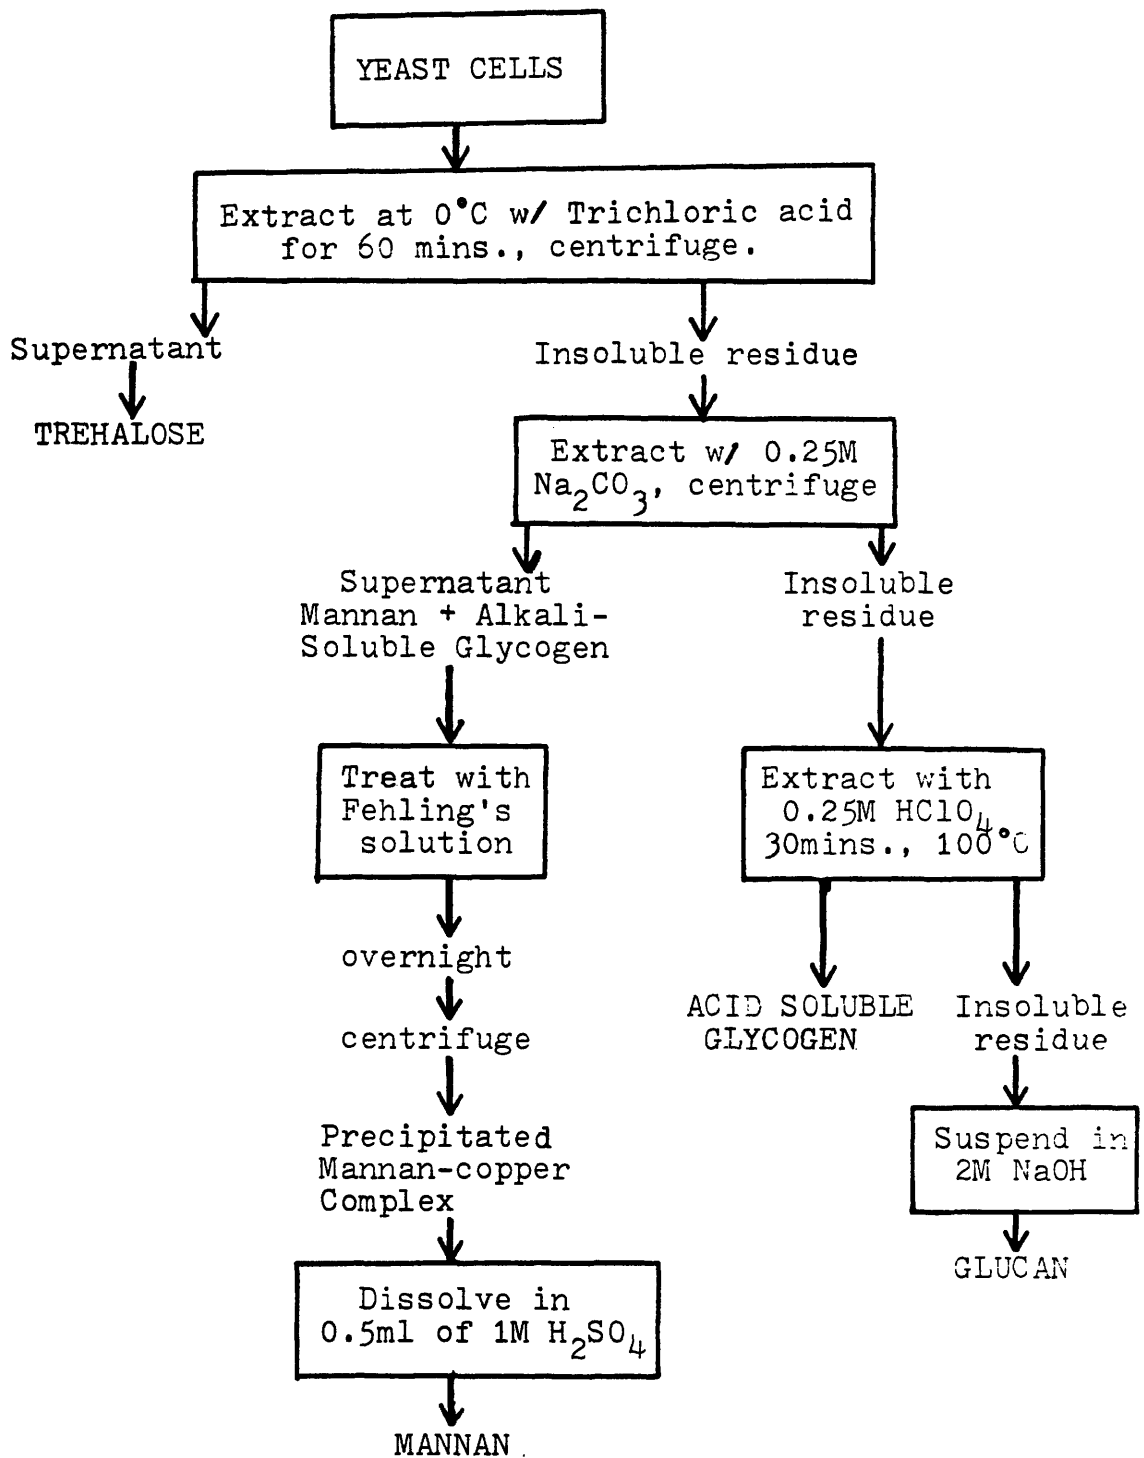 YEAST CELLS
Extract at 0°C w/ Trichloric acid
for 60 mins., centrifuge.
Supernatant
TREHALOSE
Insoluble residue
Extract w/ 0.25M
Na₂CO₃, centrifuge
Supernatant
Mannan + Alkali-
Soluble Glycogen
Insoluble
residue
Treat with
Fehling's
solution
Extract with
0.25M HClO₄
30mins., 100°C
overnight
centrifuge
ACID SOLUBLE
GLYCOGEN
Insoluble
residue
Precipitated
Mannan-copper
Complex
Suspend in
2M NaOH
GLUCAN
Dissolve in
0.5ml of 1M H₂SO₄
MANNAN